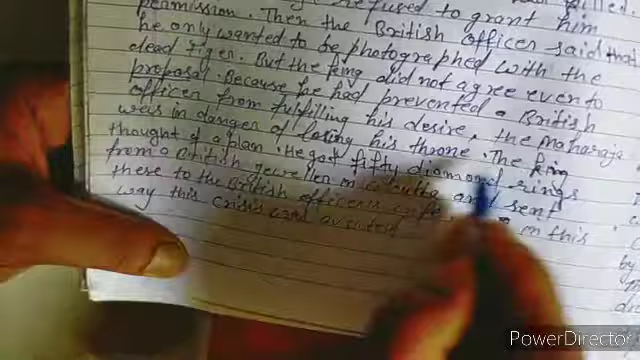 refused to grant him
permission. Then the British officer said that
he only wanted to be photographed with the
dead tiger. But the king did not agree even to
proposal. Because he had prevented a British
officer from fulfilling his desire, the maharaja
was in danger of losing his throne. The king
thought of a plan. He got fifty diamond rings
from a British jeweller in calcutta and sent
these to the British officer's wife. on this
way this crisis was averted
by
PowerDirector